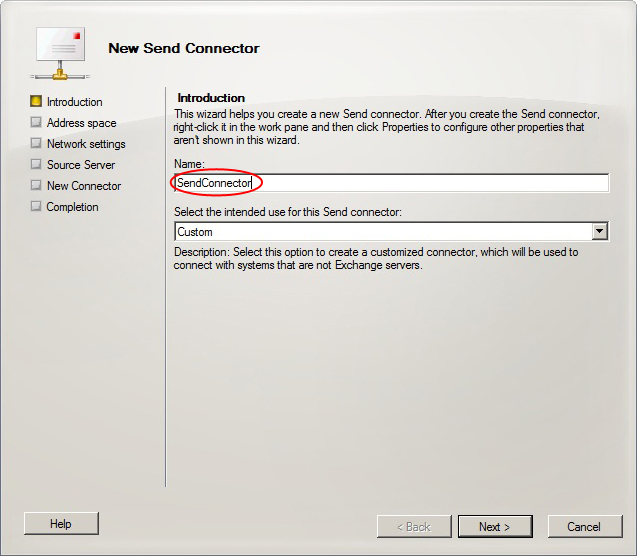 New Send Connector
Introduction
Address space
Network settings
Source Server
New Connector
Completion
Introduction
This wizard helps you create a new Send connector. After you create the Send connector,
right-click it in the work pane and then click Properties to configure other properties that
aren't shown in this wizard.
Name:
SendConnector
Select the intended use for this Send connector:
Custom
Description: Select this option to create a customized connector, which will be used to
connect with systems that are not Exchange servers.
Help
< Back
Next >
Cancel